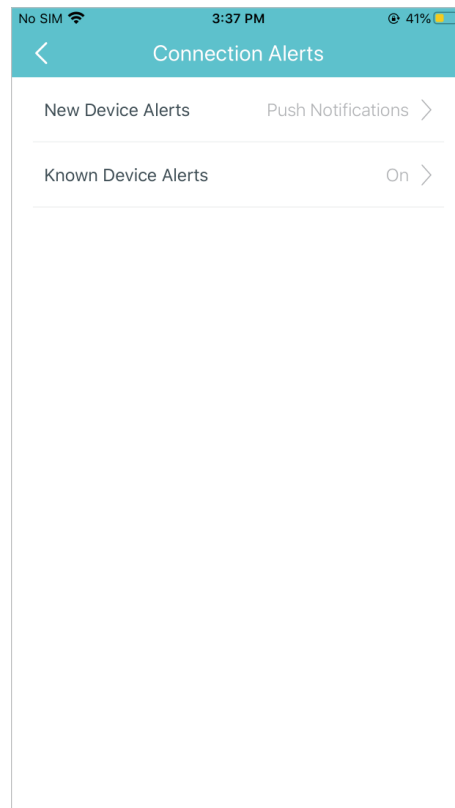 No SIM 3:37 PM 41%
Connection Alerts
New Device Alerts Push Notifications
Known Device Alerts On